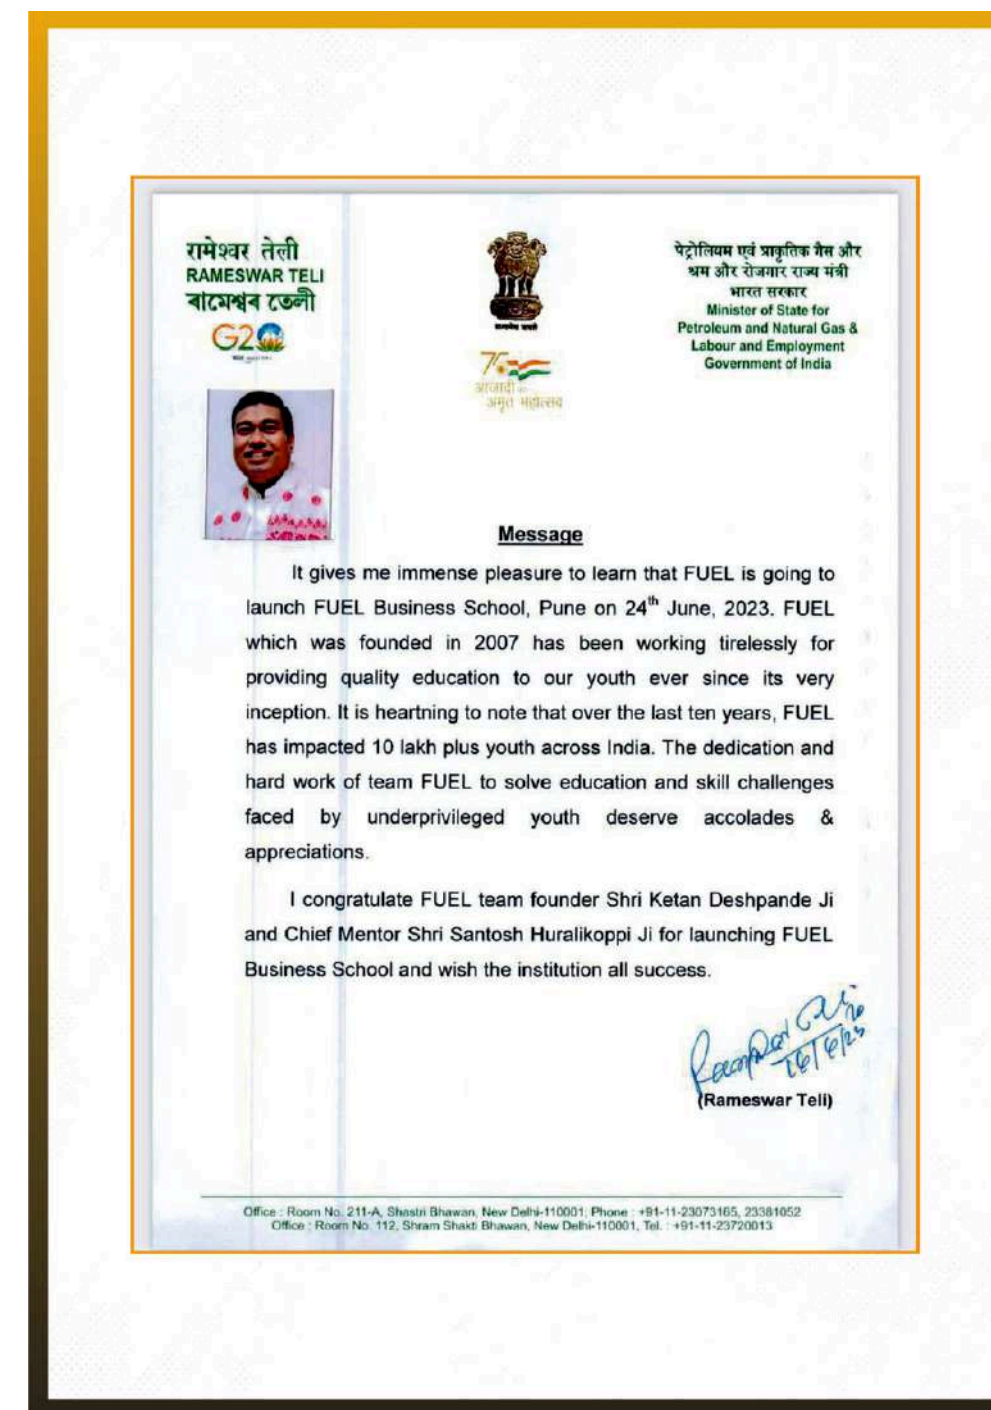 रामेश्वर तेली
RAMESWAR TELI
ৰামেশ্বৰ তেলী
G20
सत्यमेव जयते
75
आज़ादी का
अमृत महोत्सव
पेट्रोलियम एवं प्राकृतिक गैस और
श्रम और रोजगार राज्य मंत्री
भारत सरकार
Minister of State for
Petroleum and Natural Gas &
Labour and Employment
Government of India
Message
It gives me immense pleasure to learn that FUEL is going to
launch FUEL Business School, Pune on 24th June, 2023. FUEL
which was founded in 2007 has been working tirelessly for
providing quality education to our youth ever since its very
inception. It is heartning to note that over the last ten years, FUEL
has impacted 10 lakh plus youth across India. The dedication and
hard work of team FUEL to solve education and skill challenges
faced by underprivileged youth deserve accolades &
appreciations.
I congratulate FUEL team founder Shri Ketan Deshpande Ji
and Chief Mentor Shri Santosh Huralikoppi Ji for launching FUEL
Business School and wish the institution all success.
(Rameswar Teli)
Office : Room No. 211-A, Shastri Bhawan, New Delhi-110001, Phone : +91-11-23073165, 23381052
Office : Room No. 112, Shram Shakti Bhawan, New Delhi-110001, Tel. : +91-11-23720013